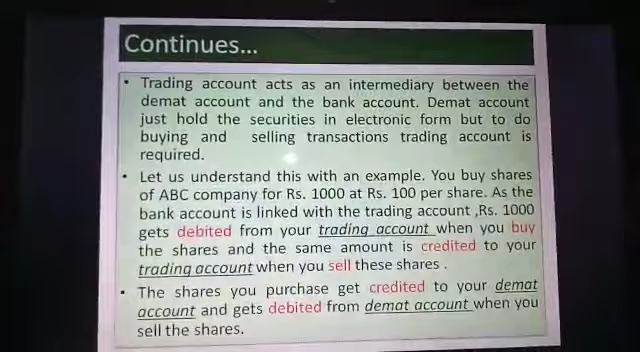 Continues...
• Trading account acts as an intermediary between the
demat account and the bank account. Demat account
just hold the securities in electronic form but to do
buying and selling transactions trading account is
required.
• Let us understand this with an example. You buy shares
of ABC company for Rs. 1000 at Rs. 100 per share. As the
bank account is linked with the trading account ,Rs. 1000
gets debited from your trading account when you buy
the shares and the same amount is credited to your
trading account when you sell these shares .
• The shares you purchase get credited to your demat
account and gets debited from demat account when you
sell the shares.